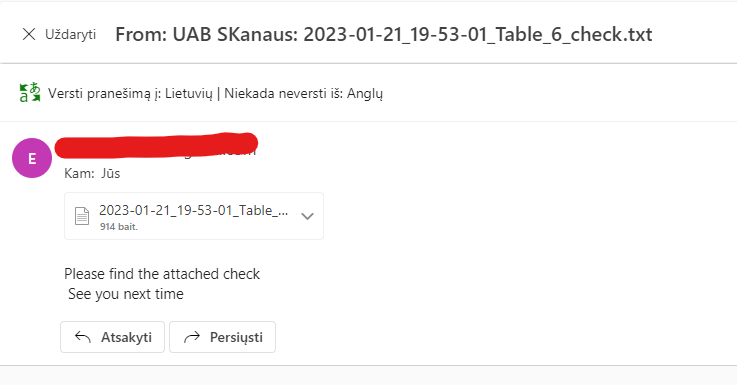 Uždaryti From: UAB SKanaus: 2023-01-21_19-53-01_Table_6_check.txt
Versti pranešimą į: Lietuvių | Niekada neversti iš: Anglų
E
Kam: Jūs
2023-01-21_19-53-01_Table_...
914 bait.
Please find the attached check
See you next time
Atsakyti Persiųsti